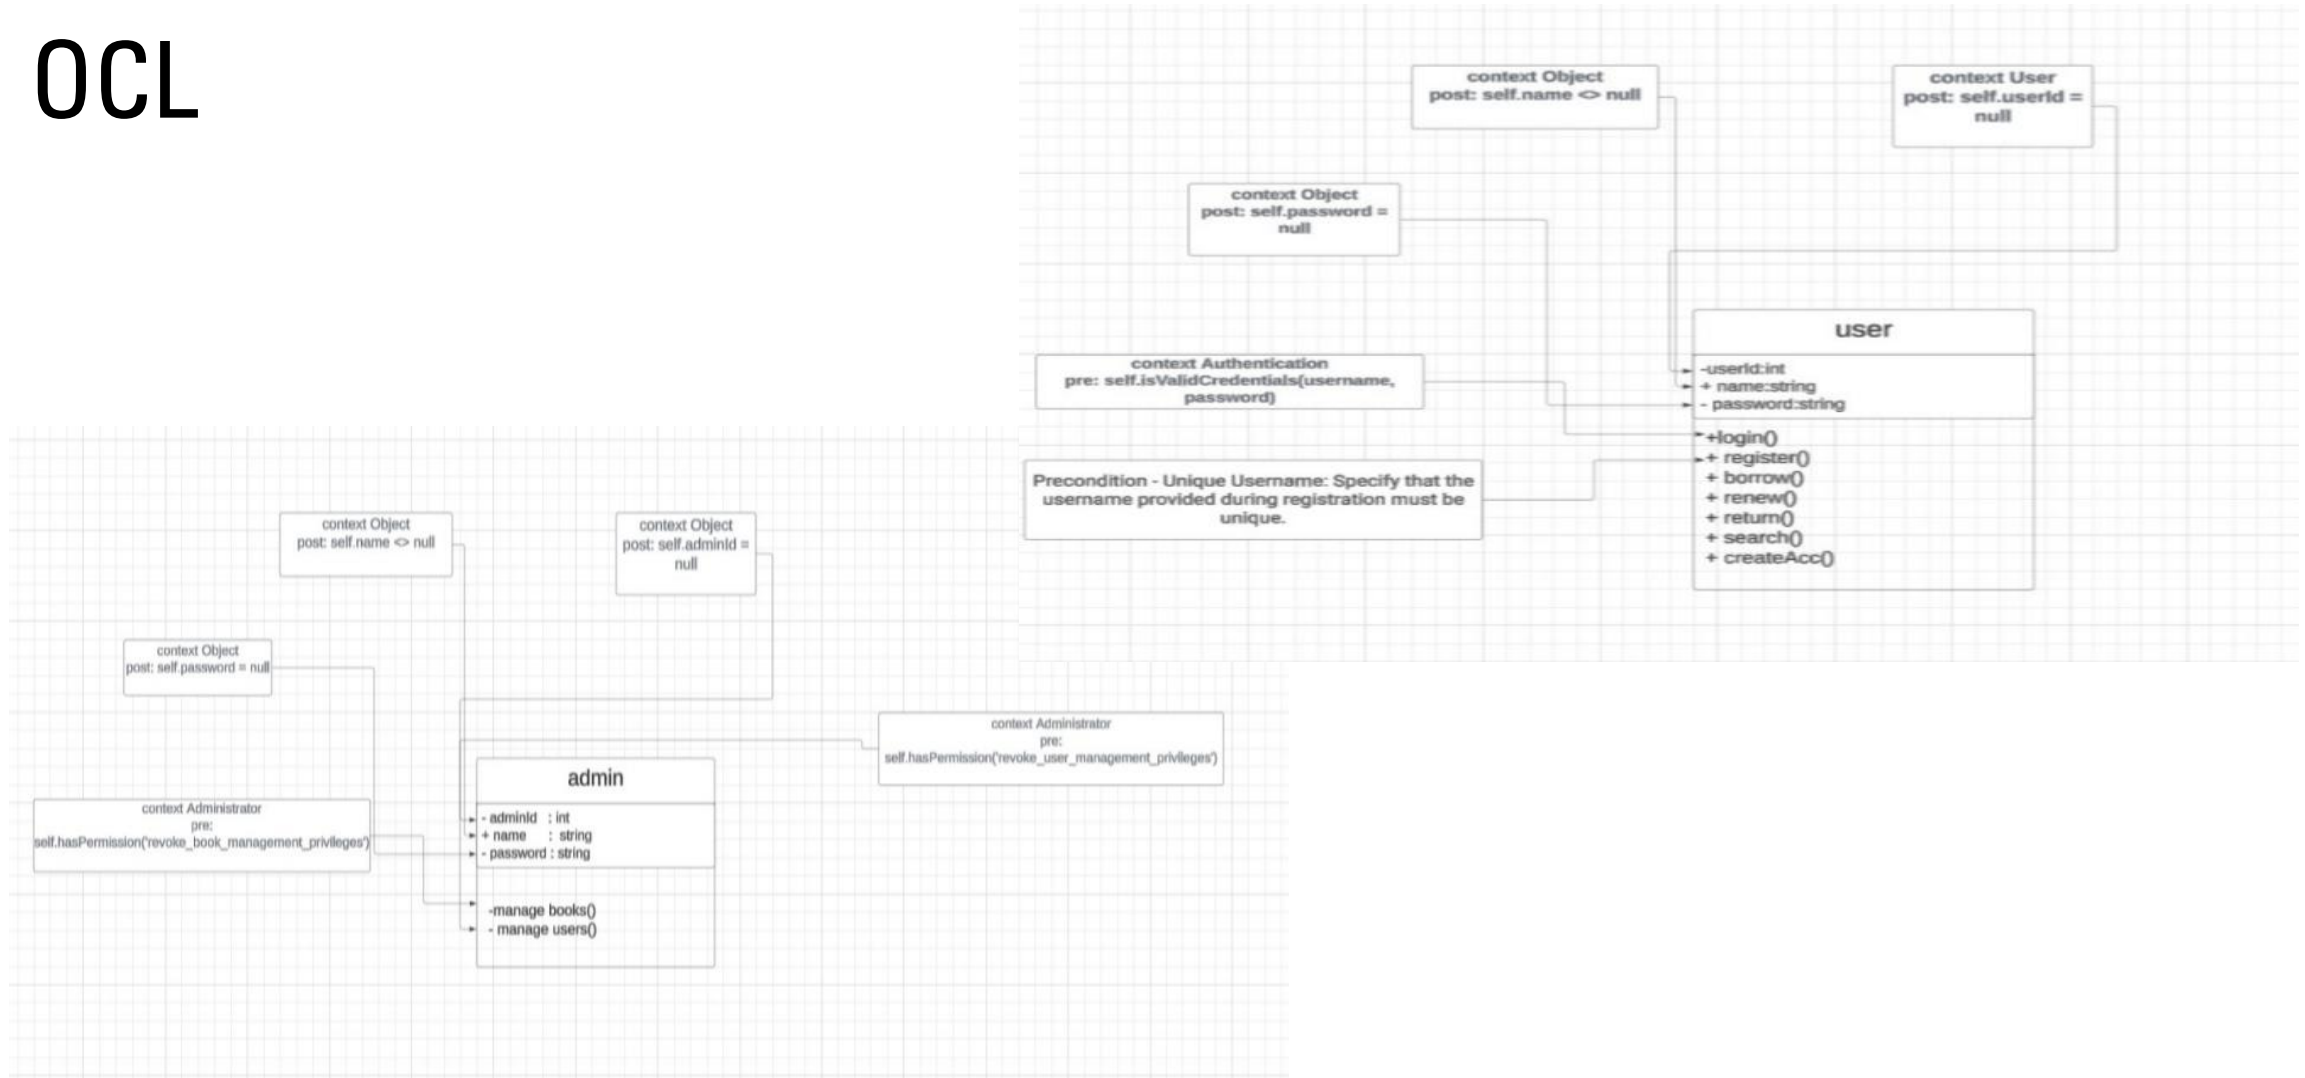 OCL
context Object
post: self.name <> null
context User
post: self.userId =
null
context Object
post: self.password =
null
user
-userId:int
+ name:string
- password:string
+login()
+ register()
+ borrow()
+ renew()
+ return()
+ search()
+ createAcc()
context Authentication
pre: self.isValidCredentials(username,
password)
Precondition - Unique Username: Specify that the
username provided during registration must be
unique.
context Object
post: self.name <> null
context Object
post: self.adminId =
null
context Object
post: self.password = null
context Administrator
pre:
self.hasPermission('revoke_user_management_privileges')
context Administrator
pre:
self.hasPermission('revoke_book_management_privileges')
admin
- adminId : int
+ name : string
- password : string
-manage books()
- manage users()